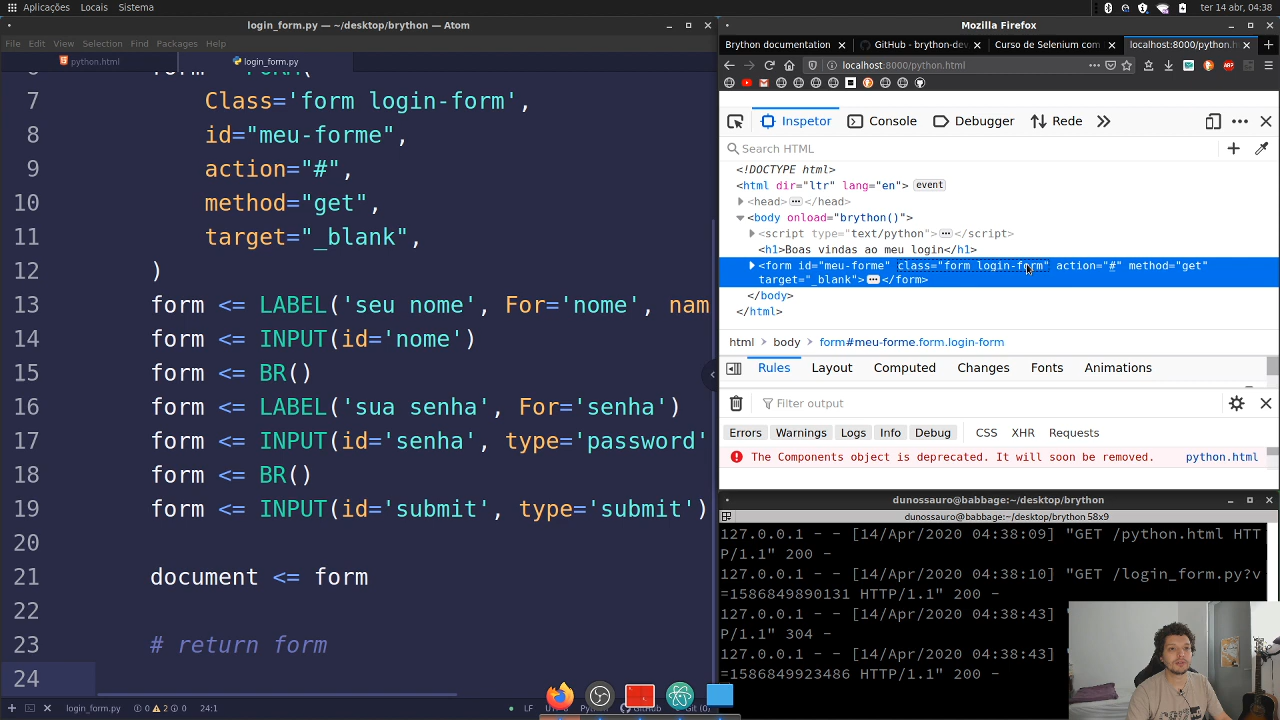 Aplicações Locais Sistema ter 14 abr, 04:38
login_form.py — ~/desktop/brython — Atom
File Edit View Selection Find Packages Help
python.html login_form.py
7 Class='form login-form',
8 id="meu-forme",
9 action="#",
10 method="get",
11 target="_blank",
12 )
13 form <= LABEL('seu nome', For='nome', nam
14 form <= INPUT(id='nome')
15 form <= BR()
16 form <= LABEL('sua senha', For='senha')
17 form <= INPUT(id='senha', type='password'
18 form <= BR()
19 form <= INPUT(id='submit', type='submit')
20
21 document <= form
22
23 # return form
24
login_form.py 0 2 0 24:1 LF GitHub Git (0)
Mozilla Firefox
Brython documentation GitHub - brython-dev Curso de Selenium com localhost:8000/python.h
localhost:8000/python.html
Inspetor Console Debugger Rede
Search HTML
<!DOCTYPE html>
<html dir="ltr" lang="en"> event
<head> </head>
<body onload="brython()">
<script type="text/python"> </script>
<h1>Boas vindas ao meu login</h1>
<form id="meu-forme" class="form login-form" action="#" method="get"
target="_blank"> </form>
</body>
</html>
html body form#meu-forme.form.login-form
Rules Layout Computed Changes Fonts Animations
Filter output
Errors Warnings Logs Info Debug CSS XHR Requests
The Components object is deprecated. It will soon be removed. python.html
dunossauro@babbage:~/desktop/brython
dunossauro@babbage:~/desktop/brython 58x9
127.0.0.1 - - [14/Apr/2020 04:38:09] "GET /python.html HTT
P/1.1" 200 -
127.0.0.1 - - [14/Apr/2020 04:38:10] "GET /login_form.py?v
=1586849890131 HTTP/1.1" 200 -
127.0.0.1 - - [14/Apr/2020 04:38:43]
P/1.1" 304 -
127.0.0.1 - - [14/Apr/2020 04:38:43]
=1586849923486 HTTP/1.1" 200 -